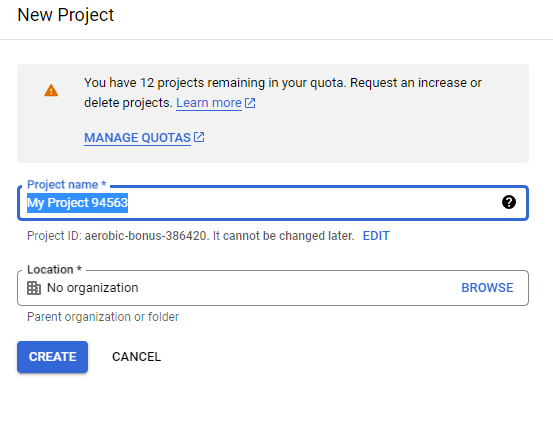 New Project
You have 12 projects remaining in your quota. Request an increase or
delete projects. Learn more
MANAGE QUOTAS
Project name *
My Project 94563
Project ID: aerobic-bonus-386420. It cannot be changed later. EDIT
Location *
No organization BROWSE
Parent organization or folder
CREATE CANCEL